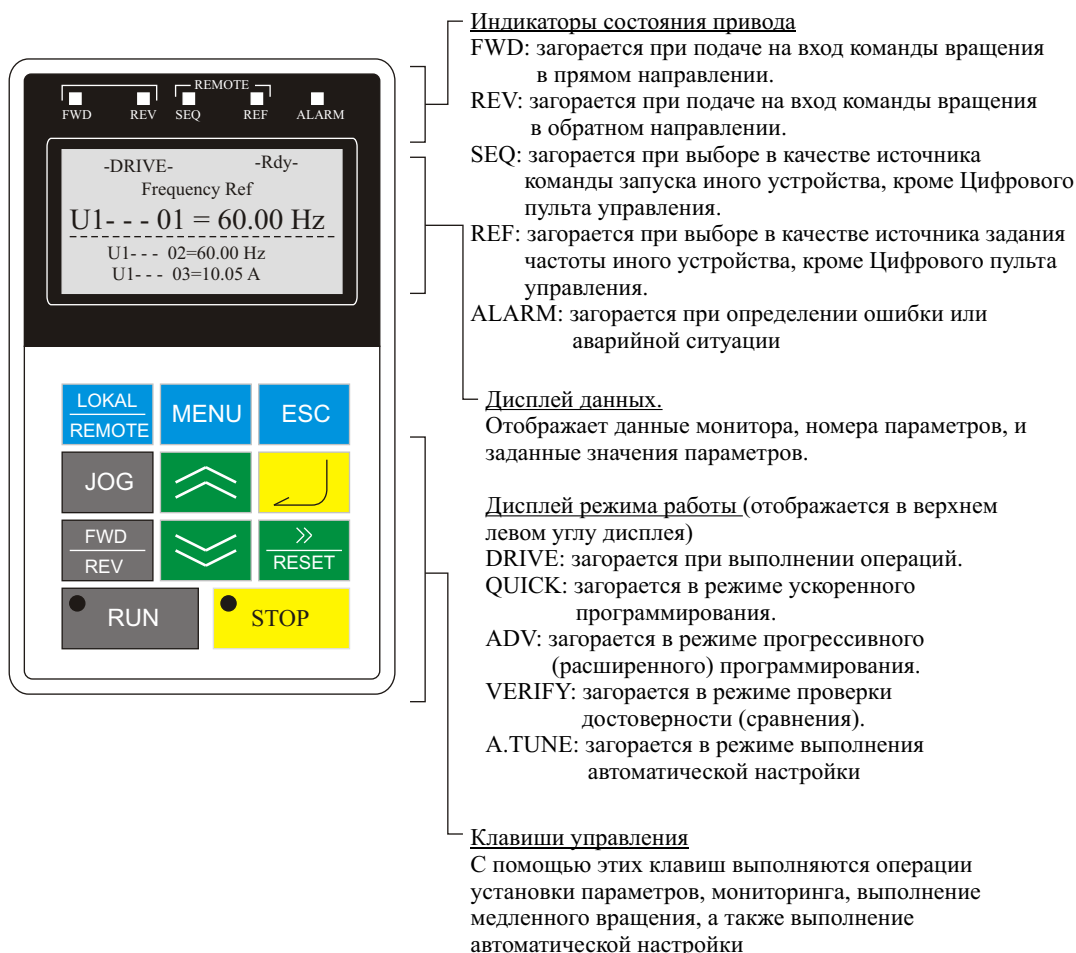 REMOTE
FWD REV SEQ REF ALARM
-DRIVE- -Rdy-
Frequency Ref
U1- - - 01 = 60.00 Hz
U1- - - 02=60.00 Hz
U1- - - 03=10.05 A
LOKAL
REMOTE
MENU
ESC
JOG
FWD
REV
RESET
RUN
STOP
Индикаторы состояния привода
FWD: загорается при подаче на вход команды вращения
в прямом направлении.
REV: загорается при подаче на вход команды вращения
в обратном направлении.
SEQ: загорается при выборе в качестве источника
команды запуска иного устройства, кроме Цифрового
пульта управления.
REF: загорается при выборе в качестве источника задания
частоты иного устройства, кроме Цифрового пульта
управления.
ALARM: загорается при определении ошибки или
аварийной ситуации
Дисплей данных.
Отображает данные монитора, номера параметров, и
заданные значения параметров.
Дисплей режима работы (отображается в верхнем
левом углу дисплея)
DRIVE: загорается при выполнении операций.
QUICK: загорается в режиме ускоренного
программирования.
ADV: загорается в режиме прогрессивного
(расширенного) программирования.
VERIFY: загорается в режиме проверки
достоверности (сравнения).
A.TUNE: загорается в режиме выполнения
автоматической настройки
Клавиши управления
С помощью этих клавиш выполняются операции
установки параметров, мониторинга, выполнение
медленного вращения, а также выполнение
автоматической настройки